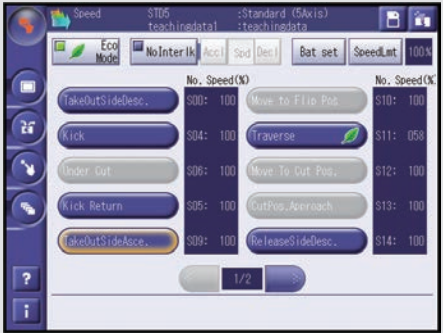 Speed STD5 :Standard (5Axis)
teachingdata1 :teachingdata
Eco Mode NoInterlk Accl Spd Decl Bat set SpeedLmt 100%
No. Speed(%) No. Speed(%)
TakeOutSideDesc. S00: 100 Move to Flip Pos S10: 100
Kick S04: 100 Traverse S11: 058
Under Cut S06: 100 Move To Cut Pos. S12: 100
Kick Return S05: 100 CutPos.Approach S13: 100
TakeOutSideAsce. S09: 100 ReleaseSideDesc. S14: 100
1/2
?
i